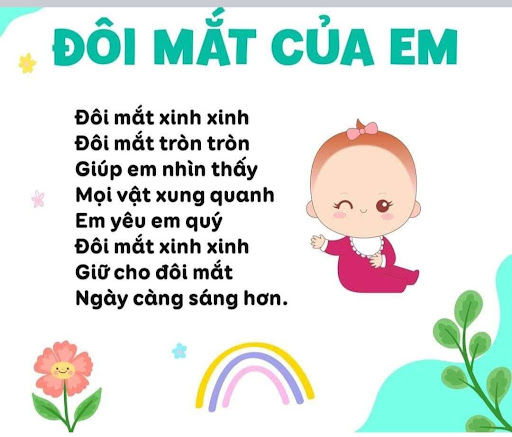 ĐÔI MẮT CỦA EM
Đôi mắt xinh xinh
Đôi mắt tròn tròn
Giúp em nhìn thấy
Mọi vật xung quanh
Em yêu em quý
Đôi mắt xinh xinh
Giữ cho đôi mắt
Ngày càng sáng hơn.